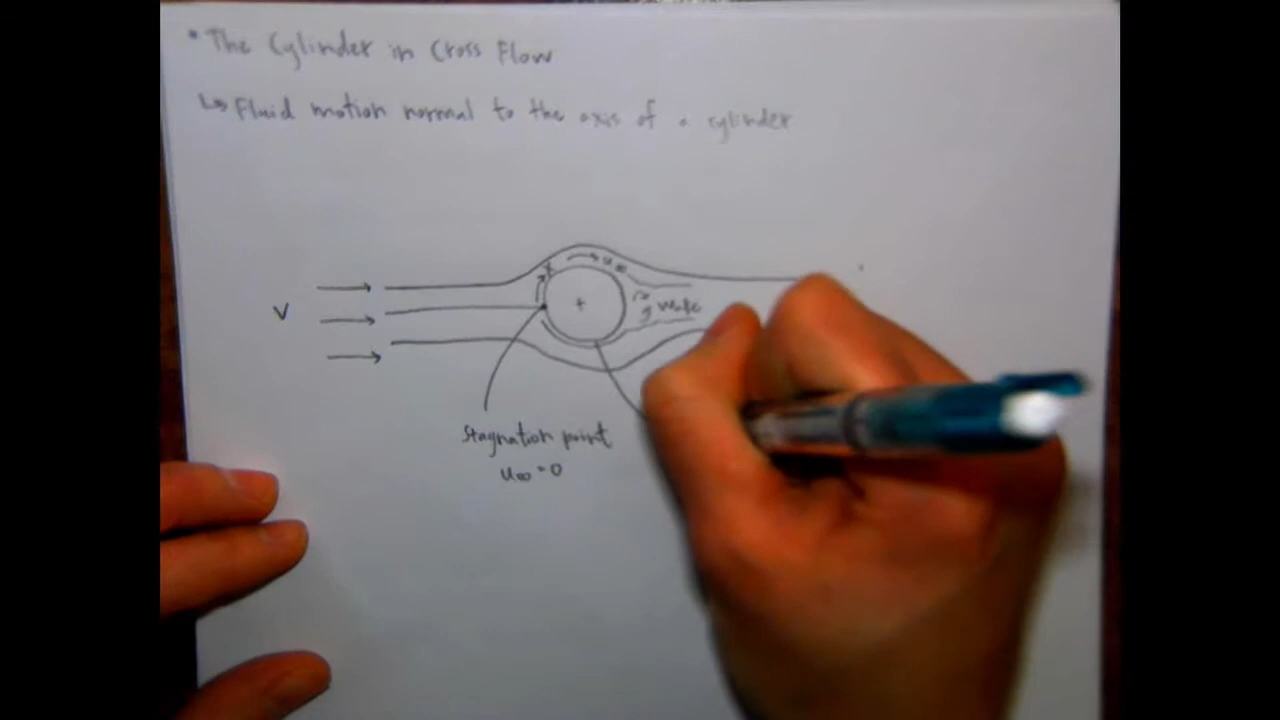 • The Cylinder in Cross Flow
↳ Fluid motion normal to the axis of a cylinder
x u∞
wake
V
Stagnation point
u∞ = 0